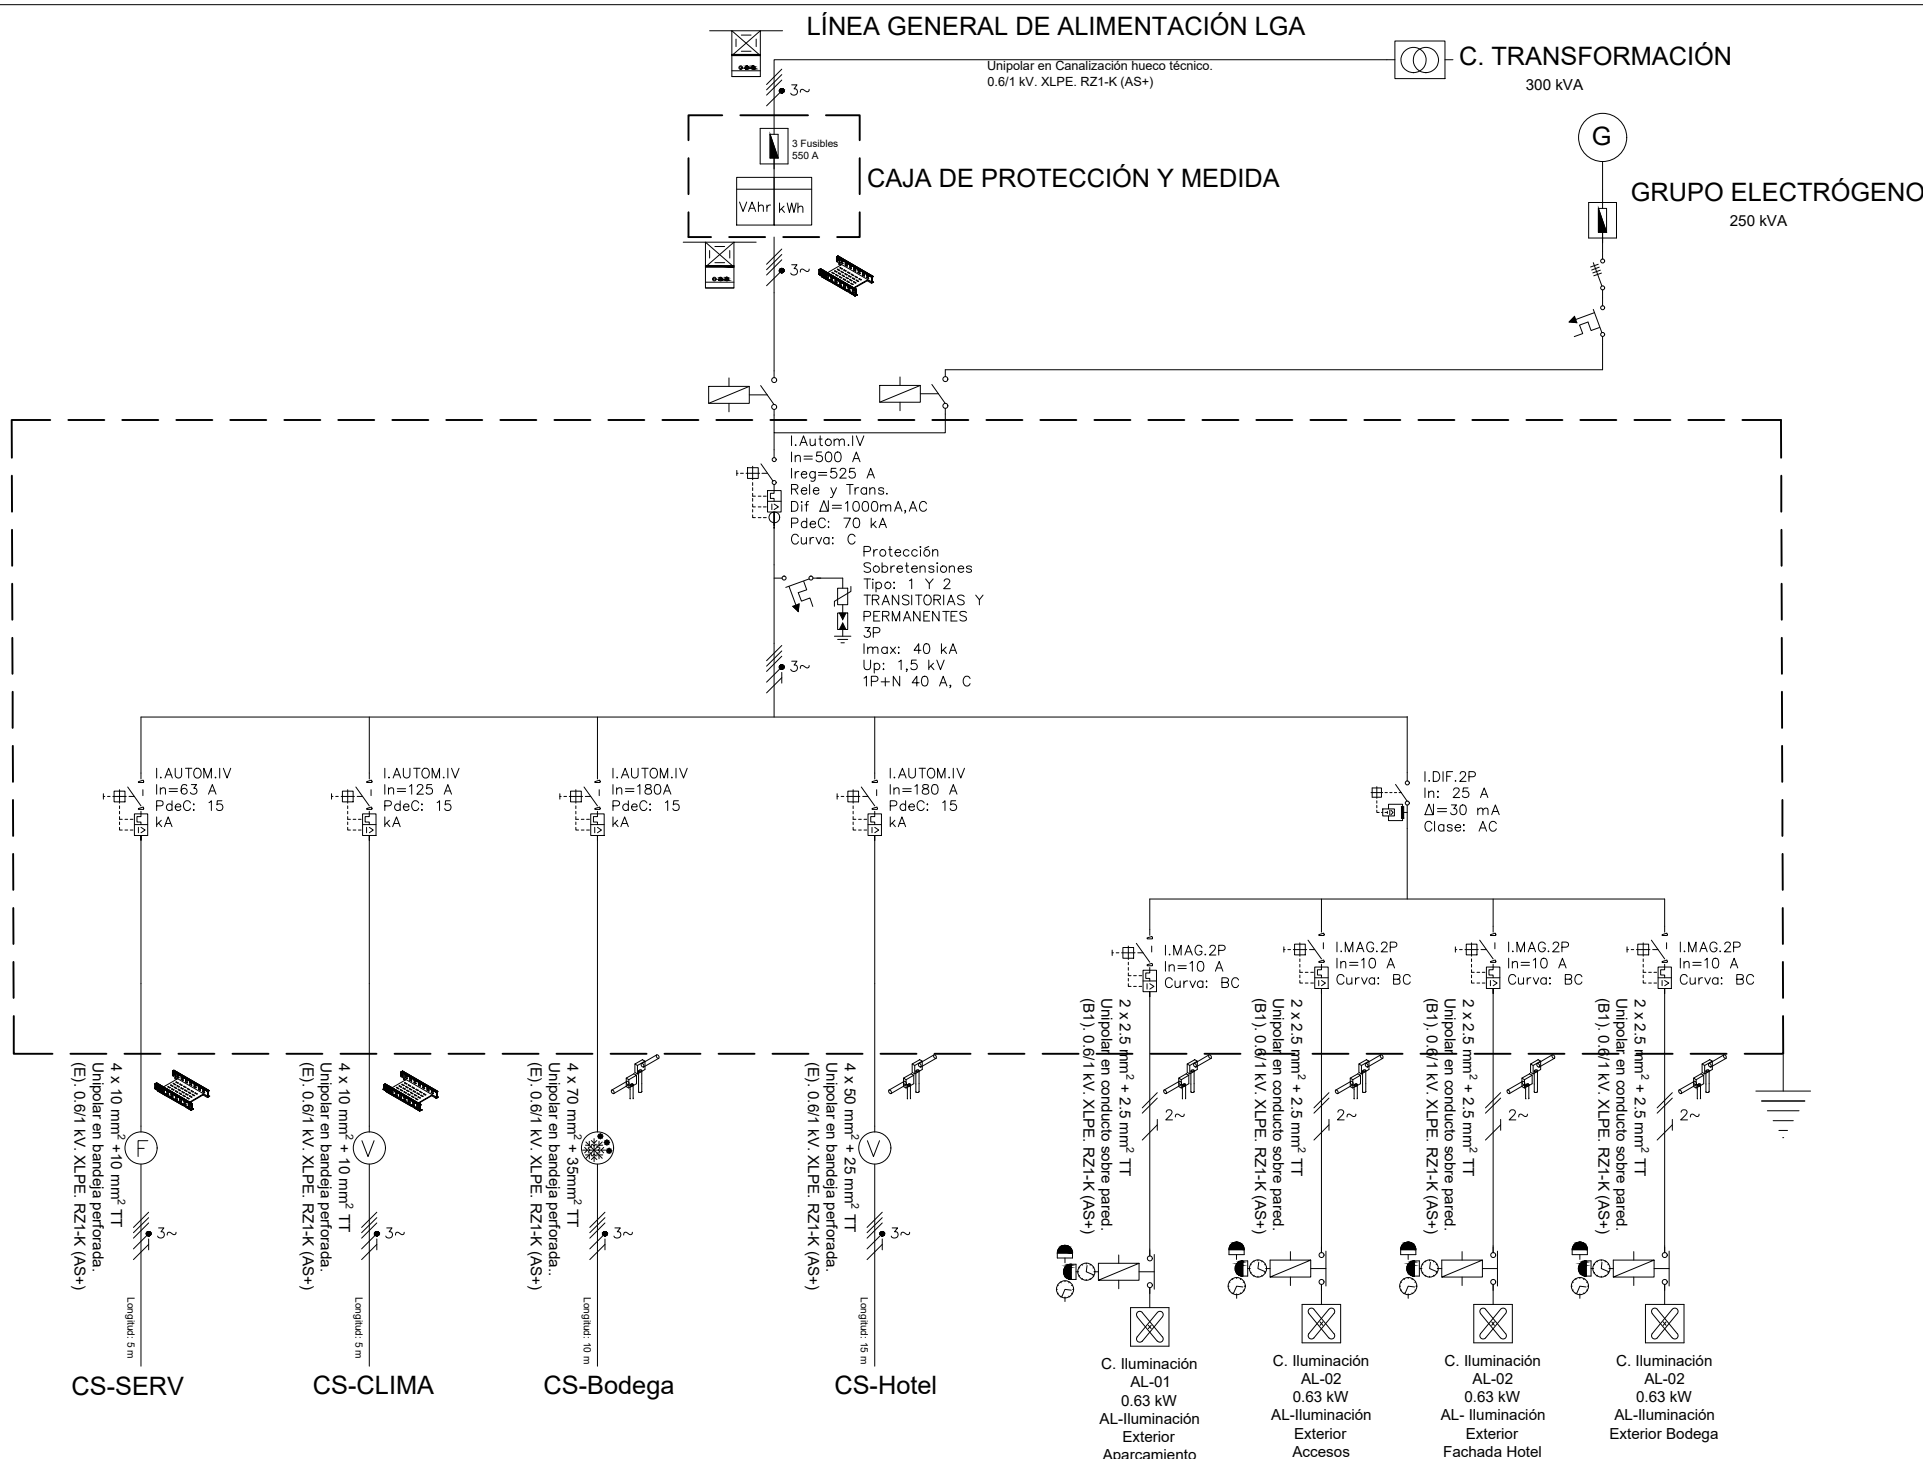 LÍNEA GENERAL DE ALIMENTACIÓN LGA
Unipolar en Canalización hueco técnico.
0.6/1 kV. XLPE. RZ1-K (AS+)
C. TRANSFORMACIÓN
300 kVA
3~
3 Fusibles
550 A
VAhr kWh
CAJA DE PROTECCIÓN Y MEDIDA
G
GRUPO ELECTRÓGENO
250 kVA
3~
I.Autom.IV
In=500 A
Ireg=525 A
Rele y Trans.
Dif ΔI=1000mA,AC
PdeC: 70 kA
Curva: C
Protección
Sobretensiones
Tipo: 1 Y 2
TRANSITORIAS Y
PERMANENTES
3P
Imax: 40 kA
Up: 1,5 kV
1P+N 40 A, C
3~
I.AUTOM.IV
In=63 A
PdeC: 15
kA
I.AUTOM.IV
In=125 A
PdeC: 15
kA
I.AUTOM.IV
In=180A
PdeC: 15
kA
I.AUTOM.IV
In=180 A
PdeC: 15
kA
I.DIF.2P
In: 25 A
ΔI=30 mA
Clase: AC
I.MAG.2P
In=10 A
Curva: BC
I.MAG.2P
In=10 A
Curva: BC
I.MAG.2P
In=10 A
Curva: BC
I.MAG.2P
In=10 A
Curva: BC
4 x 10 mm² +10 mm² TT
Unipolar en bandeja perforada.
(E). 0.6/1 kV. XLPE. RZ1-K (AS+)
F
3~
Longitud: 5 m
CS-SERV
4 x 10 mm² + 10 mm² TT
Unipolar en bandeja perforada.
(E). 0.6/1 kV. XLPE. RZ1-K (AS+)
V
3~
Longitud: 5 m
CS-CLIMA
4 x 70 mm² + 35mm² TT
Unipolar en bandeja perforada..
(E). 0.6/1 kV. XLPE. RZ1-K (AS+)
3~
Longitud: 10 m
CS-Bodega
4 x 50 mm² + 25 mm² TT
Unipolar en bandeja perforada.
(E). 0.6/1 kV. XLPE. RZ1-K (AS+)
V
3~
Longitud: 15 m
CS-Hotel
2 x 2.5 mm² + 2.5 mm² TT
Unipolar en conducto sobre pared.
(B1). 0.6/1 kV. XLPE. RZ1-K (AS+)
2~
C. Iluminación
AL-01
0.63 kW
AL-Iluminación
Exterior
Aparcamiento
2 x 2.5 mm² + 2.5 mm² TT
Unipolar en conducto sobre pared.
(B1). 0.6/1 kV. XLPE. RZ1-K (AS+)
2~
C. Iluminación
AL-02
0.63 kW
AL-Iluminación
Exterior
Accesos
2 x 2.5 mm² + 2.5 mm² TT
Unipolar en conducto sobre pared.
(B1). 0.6/1 kV. XLPE. RZ1-K (AS+)
2~
C. Iluminación
AL-02
0.63 kW
AL- Iluminación
Exterior
Fachada Hotel
2 x 2.5 mm² + 2.5 mm² TT
Unipolar en conducto sobre pared.
(B1). 0.6/1 kV. XLPE. RZ1-K (AS+)
2~
C. Iluminación
AL-02
0.63 kW
AL-Iluminación
Exterior Bodega